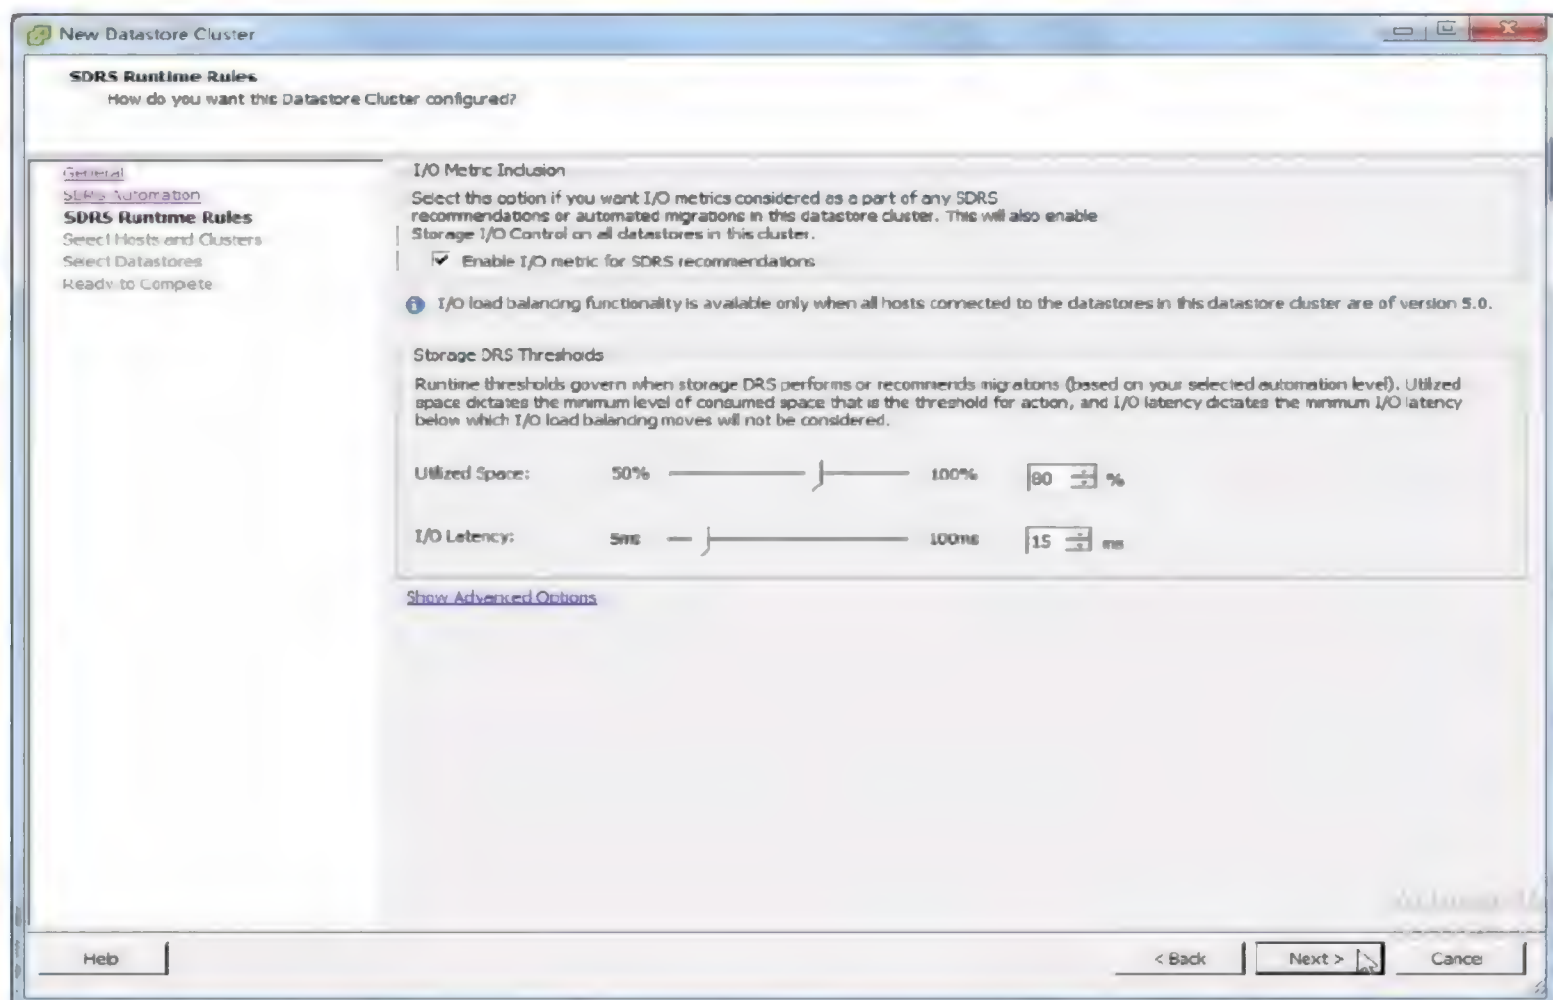 New Datastore Cluster
SDRS Runtime Rules
How do you want this Datastore Cluster configured?
General
SDRS Automation
SDRS Runtime Rules
Select Hosts and Clusters
Select Datastores
Ready to Complete
I/O Metric Inclusion
Select this option if you want I/O metrics considered as a part of any SDRS
recommendations or automated migrations in this datastore cluster. This will also enable
Storage I/O Control on all datastores in this cluster.
Enable I/O metric for SDRS recommendations
I/O load balancing functionality is available only when all hosts connected to the datastores in this datastore cluster are of version 5.0.
Storage DRS Thresholds
Runtime thresholds govern when storage DRS performs or recommends migrations (based on your selected automation level). Utilized
space dictates the minimum level of consumed space that is the threshold for action, and I/O latency dictates the minimum I/O latency
below which I/O load balancing moves will not be considered.
Utilized Space: 50% 100% 80 %
I/O Latency: 5ms 100ms 15 ms
Show Advanced Options
Help < Back Next > Cancel